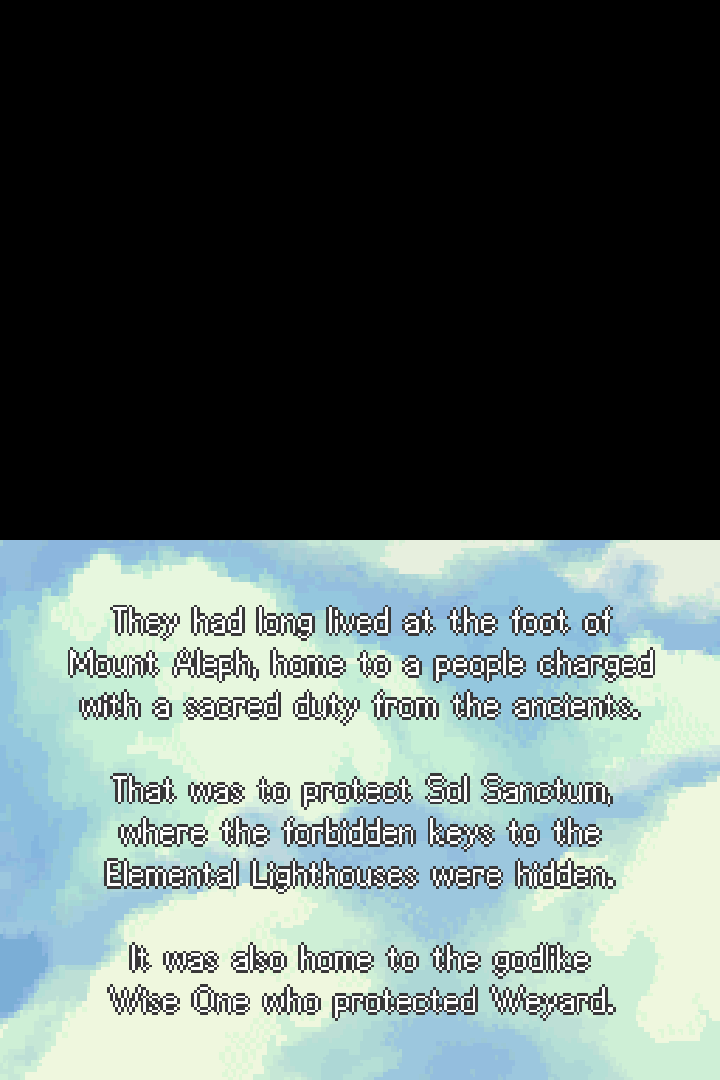 They had long lived at the foot of
Mount Aleph, home to a people charged
with a sacred duty from the ancients.
That was to protect Sol Sanctum,
where the forbidden keys to the
Elemental Lighthouses were hidden.
It was also home to the godlike
Wise One who protected Weyard.